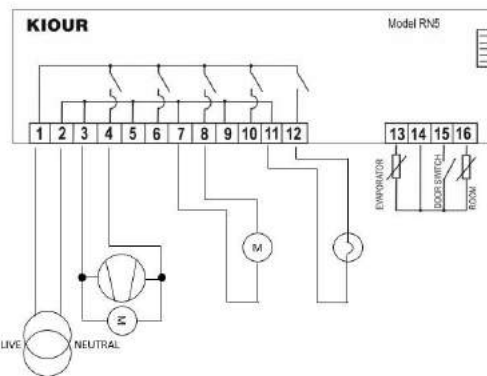 KIOUR
Model RN5
1 2 3 4 5 6 7 8 9 10 11 12
13 14 15 16
EVAPORATOR
DOOR SWITCH
ROOM
M
M
LIVE
NEUTRAL